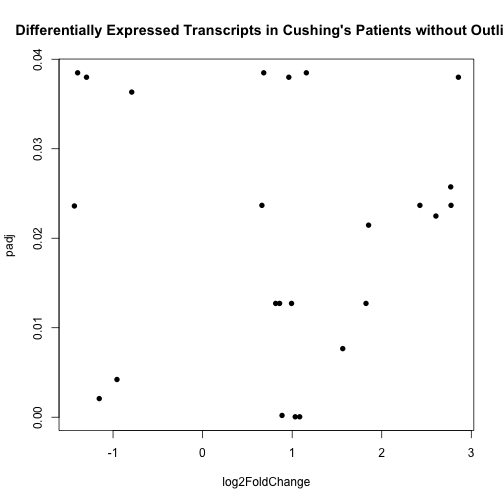 Differentially Expressed Transcripts in Cushing's Patients without Outli
0.04
0.03
0.02
0.01
0.00
padj
-1 0 1 2 3
log2FoldChange